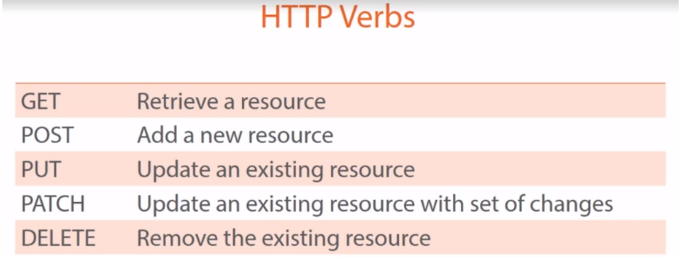 HTTP Verbs
GET Retrieve a resource
POST Add a new resource
PUT Update an existing resource
PATCH Update an existing resource with set of changes
DELETE Remove the existing resource